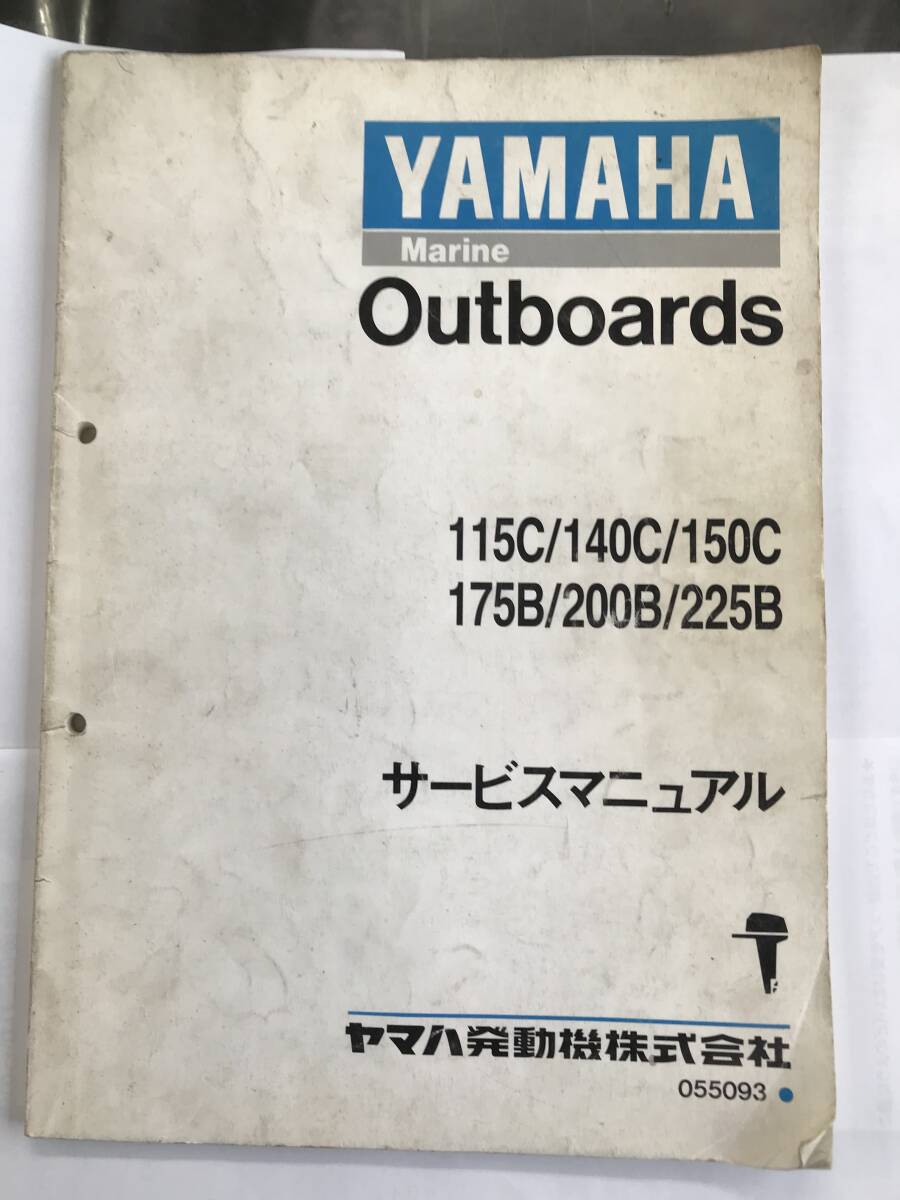 YAMAHA
Marine
Outboards
115C/140C/150C
175B/200B/225B
サービスマニュアル
ヤマハ発動機株式会社
055093